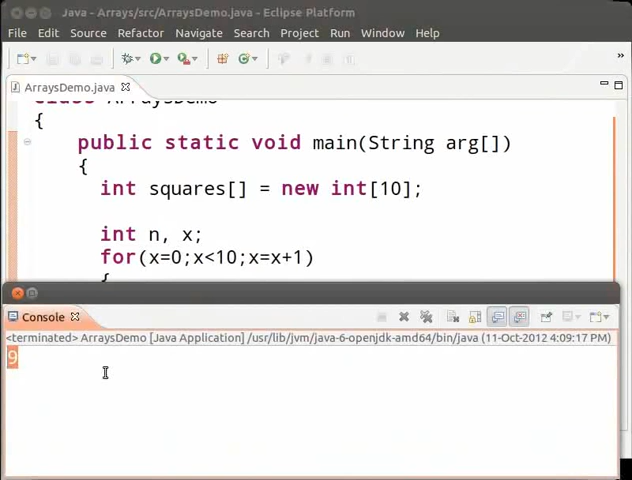 Java - Arrays/src/ArraysDemo.java - Eclipse Platform
File Edit Source Refactor Navigate Search Project Run Window Help
ArraysDemo.java
class ArraysDemo
{
public static void main(String arg[])
{
int squares[] = new int[10];
int n, x;
for(x=0;x<10;x=x+1)
{
Console
<terminated> ArraysDemo [Java Application] /usr/lib/jvm/java-6-openjdk-amd64/bin/java (11-Oct-2012 4:09:17 PM)
9